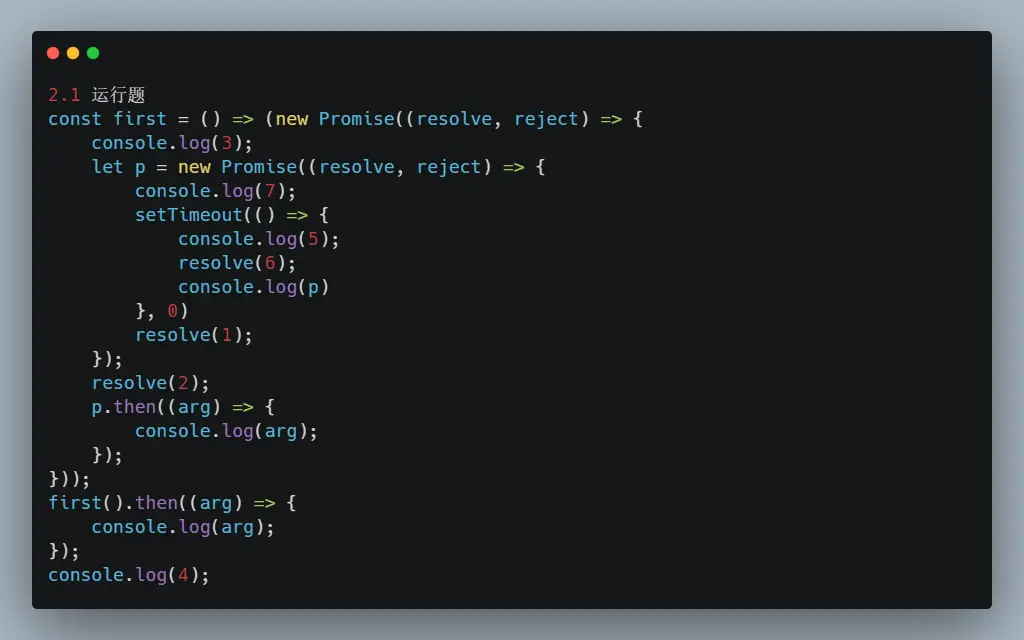 2.1 运行题
const first = () => (new Promise((resolve, reject) => {
    console.log(3);
    let p = new Promise((resolve, reject) => {
        console.log(7);
        setTimeout(() => {
            console.log(5);
            resolve(6);
            console.log(p)
        }, 0)
        resolve(1);
    });
    resolve(2);
    p.then((arg) => {
        console.log(arg);
    });
}));
first().then((arg) => {
    console.log(arg);
});
console.log(4);